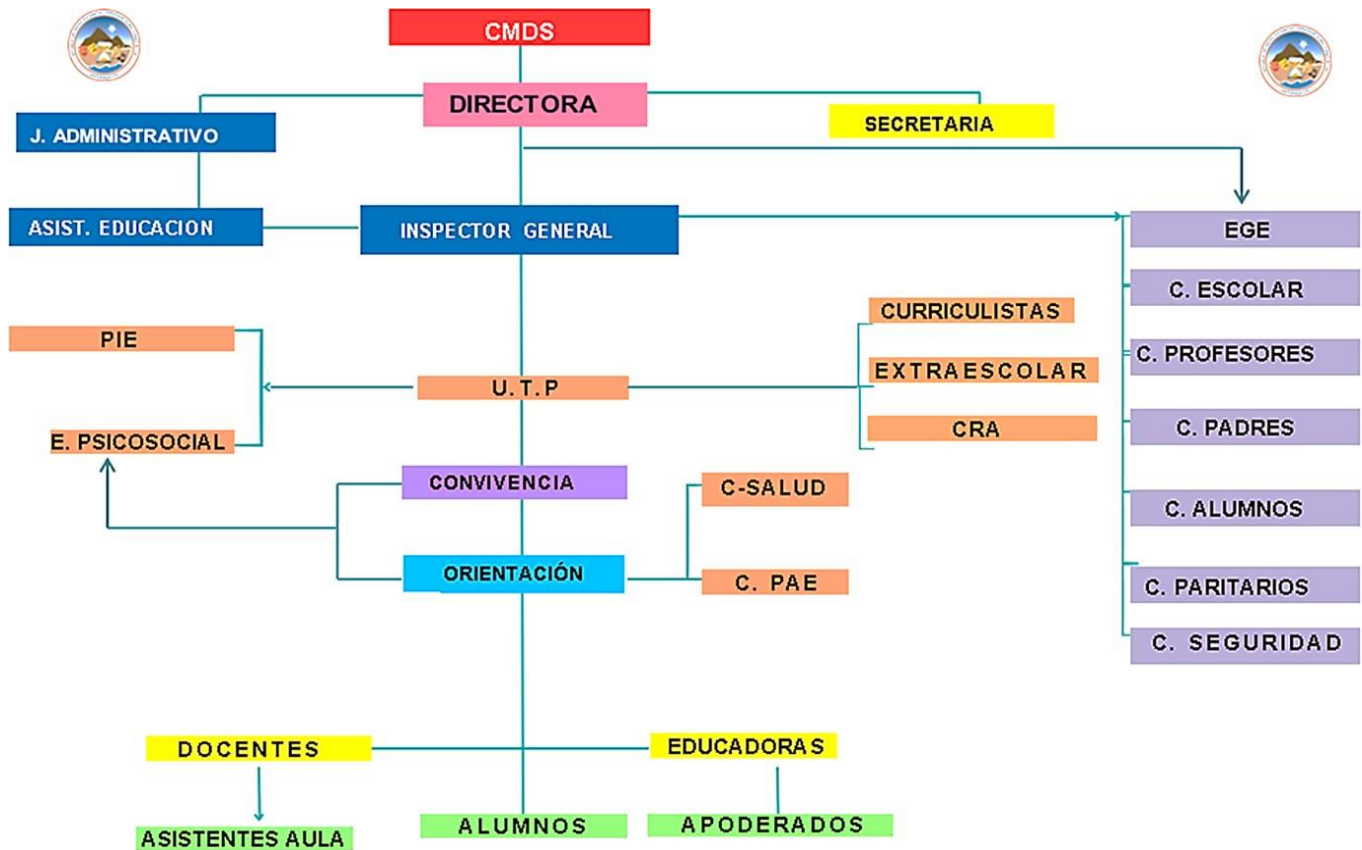 CMDS
DIRECTORA
SECRETARIA
J. ADMINISTRATIVO
ASIST. EDUCACION
INSPECTOR GENERAL
EGE
C. ESCOLAR
CURRICULISTAS
PIE
C. PROFESORES
EXTRAESCOLAR
U.T.P
C. PADRES
CRA
E. PSICOSOCIAL
CONVIVENCIA
C-SALUD
C. ALUMNOS
ORIENTACIÓN
C. PAE
C. PARITARIOS
C. SEGURIDAD
DOCENTES
EDUCADORAS
ASISTENTES AULA
ALUMNOS
APODERADOS